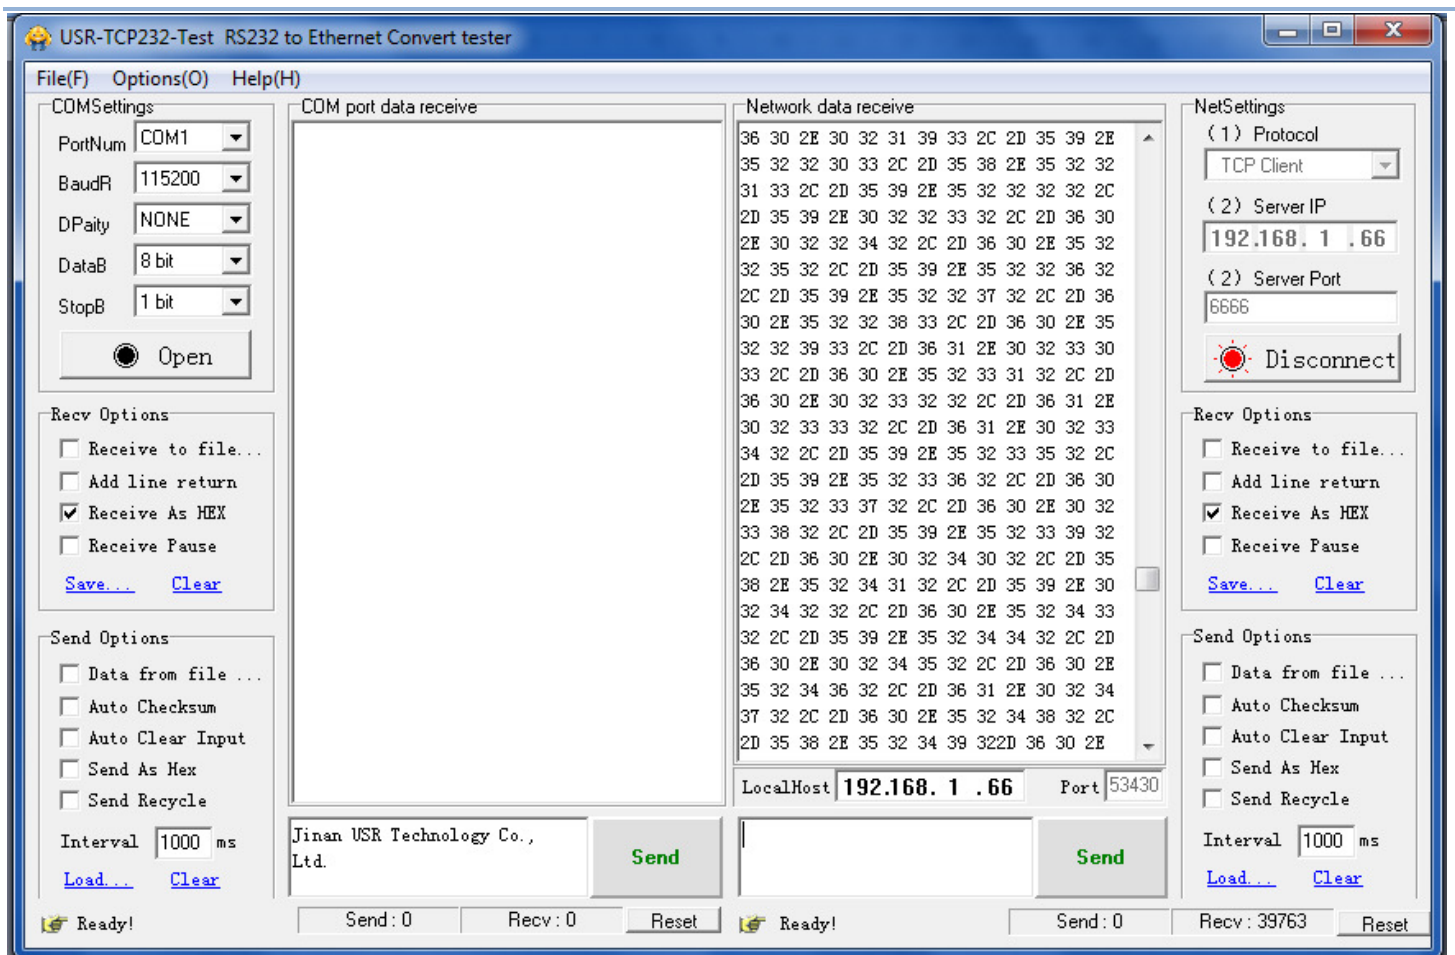 USR-TCP232-Test RS232 to Ethernet Convert tester
File(F) Options(O) Help(H)
COMSettings
PortNum COM1
BaudR 115200
DPaity NONE
DataB 8 bit
StopB 1 bit
Open
Recv Options
Receive to file...
Add line return
Receive As HEX
Receive Pause
Save... Clear
Send Options
Data from file ...
Auto Checksum
Auto Clear Input
Send As Hex
Send Recycle
Interval 1000 ms
Load... Clear
Ready!
COM port data receive
Jinan USR Technology Co.,
Ltd.
Send
Send : 0 Recv : 0 Reset
Network data receive
36 30 2E 30 32 31 39 33 2C 2D 35 39 2E
35 32 32 30 33 2C 2D 35 38 2E 35 32 32
31 33 2C 2D 35 39 2E 35 32 32 32 32 2C
2D 35 39 2E 30 32 32 33 32 2C 2D 36 30
2E 30 32 32 34 32 2C 2D 36 30 2E 35 32
32 35 32 2C 2D 35 39 2E 35 32 32 36 32
2C 2D 35 39 2E 35 32 32 37 32 2C 2D 36
30 2E 35 32 32 38 33 2C 2D 36 30 2E 35
32 32 39 33 2C 2D 36 31 2E 30 32 33 30
33 2C 2D 36 30 2E 35 32 33 31 32 2C 2D
36 30 2E 30 32 33 32 32 2C 2D 36 31 2E
30 32 33 33 32 2C 2D 36 31 2E 30 32 33
34 32 2C 2D 35 39 2E 35 32 33 35 32 2C
2D 35 39 2E 35 32 33 36 32 2C 2D 36 30
2E 35 32 33 37 32 2C 2D 36 30 2E 30 32
33 38 32 2C 2D 35 39 2E 35 32 33 39 32
2C 2D 36 30 2E 30 32 34 30 32 2C 2D 35
38 2E 35 32 34 31 32 2C 2D 35 39 2E 30
32 34 32 32 2C 2D 36 30 2E 35 32 34 33
32 2C 2D 35 39 2E 35 32 34 34 32 2C 2D
36 30 2E 30 32 34 35 32 2C 2D 36 30 2E
35 32 34 36 32 2C 2D 36 31 2E 30 32 34
37 32 2C 2D 36 30 2E 35 32 34 38 32 2C
2D 35 38 2E 35 32 34 39 322D 36 30 2E
LocalHost 192.168. 1 .66 Port 53430
Send
Ready!
Send : 0 Recv : 39763 Reset
NetSettings
(1) Protocol
TCP Client
(2) Server IP
192.168. 1 .66
(2) Server Port
6666
Disconnect
Recv Options
Receive to file...
Add line return
Receive As HEX
Receive Pause
Save... Clear
Send Options
Data from file ...
Auto Checksum
Auto Clear Input
Send As Hex
Send Recycle
Interval 1000 ms
Load... Clear